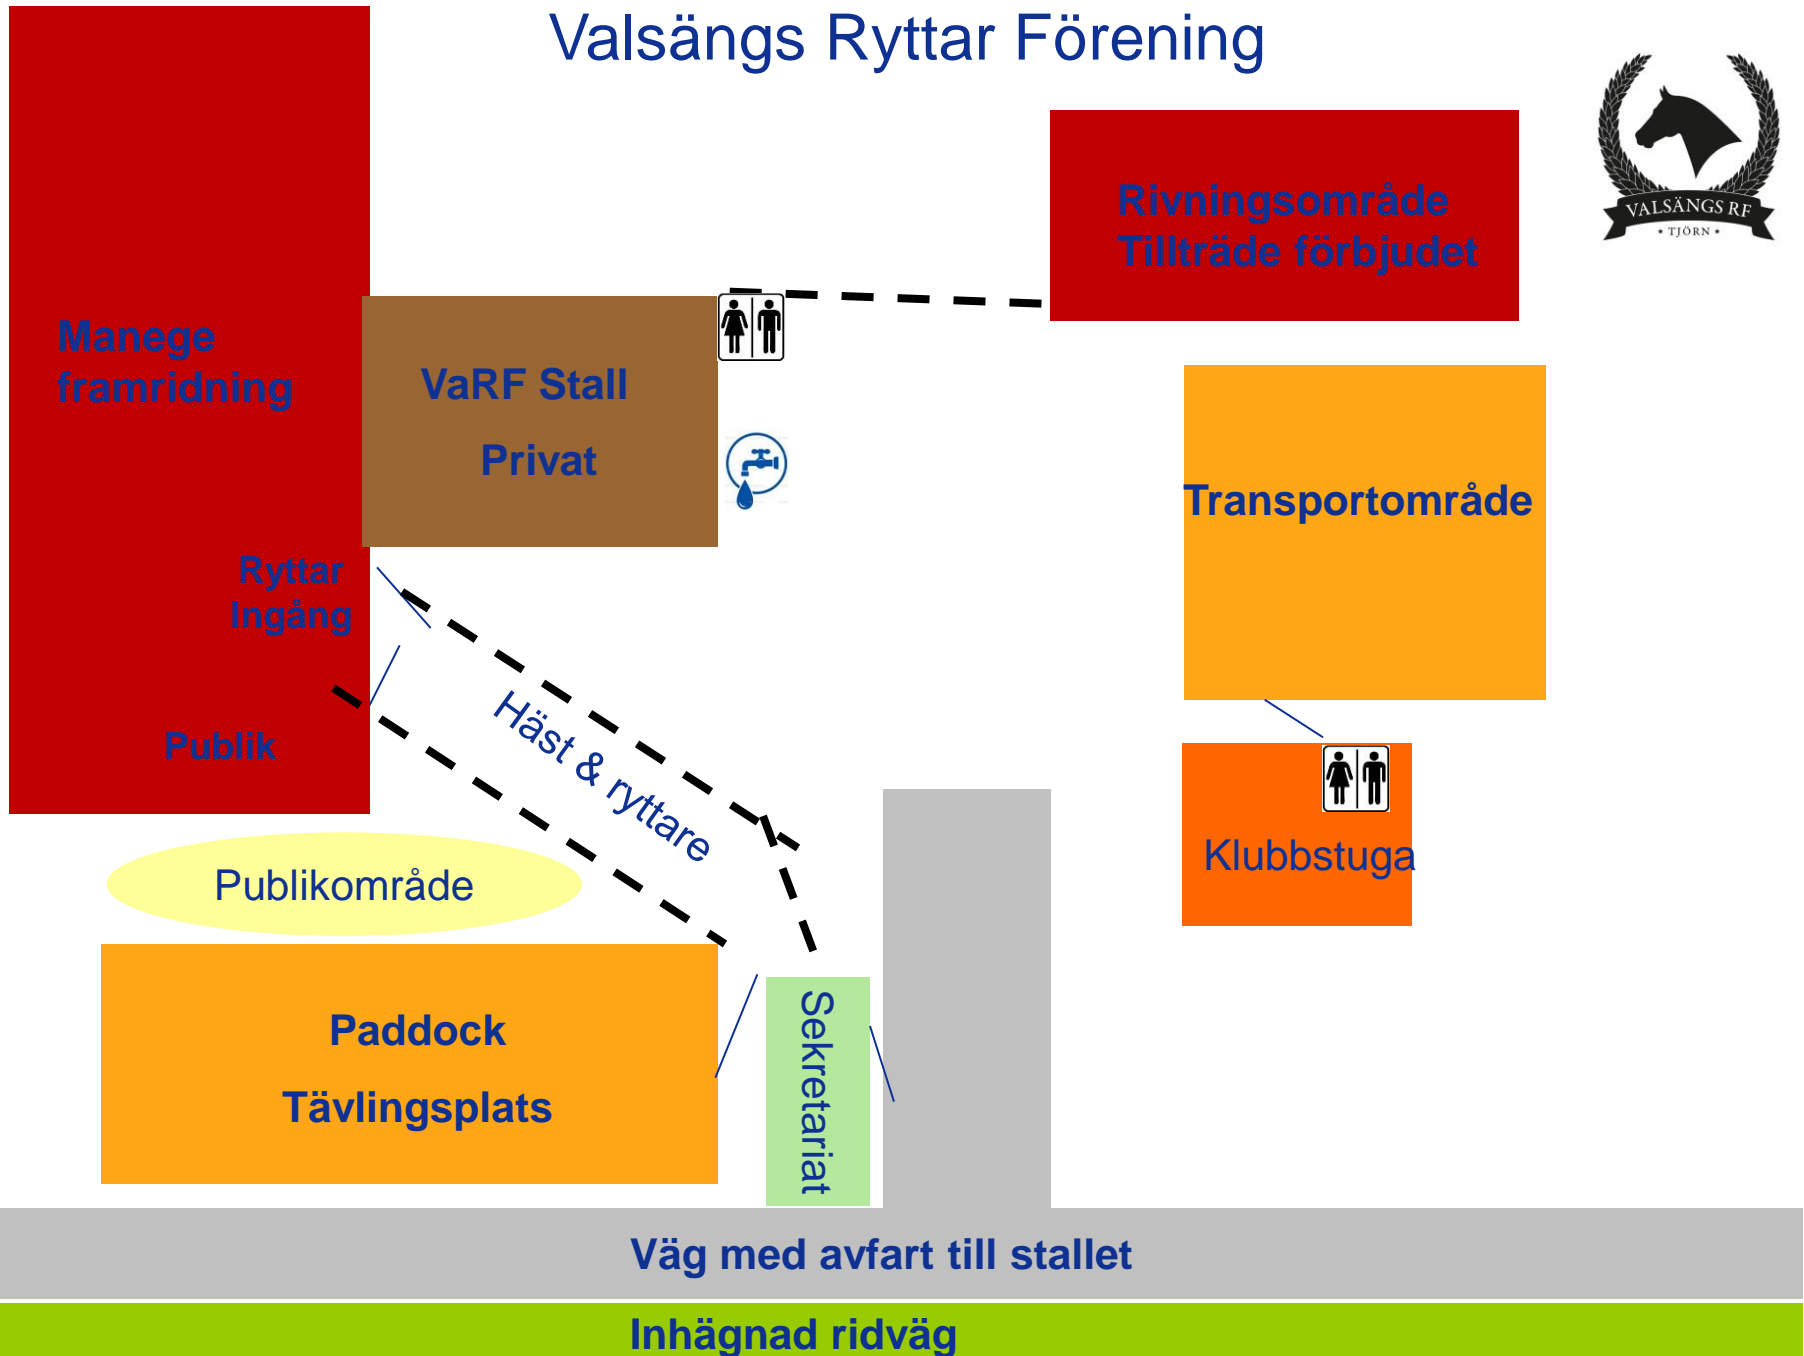 Valsängs Ryttar Förening
VALSÄNGS RF
• TJÖRN •
Rivningsområde
Tillträde förbjudet
Manege
framridning
VaRF Stall
Privat
Transportområde
Ryttar
Ingång
Publik
Häst & ryttare
Klubbstuga
Publikområde
Paddock
Tävlingsplats
Sekretariat
Väg med avfart till stallet
Inhägnad ridväg